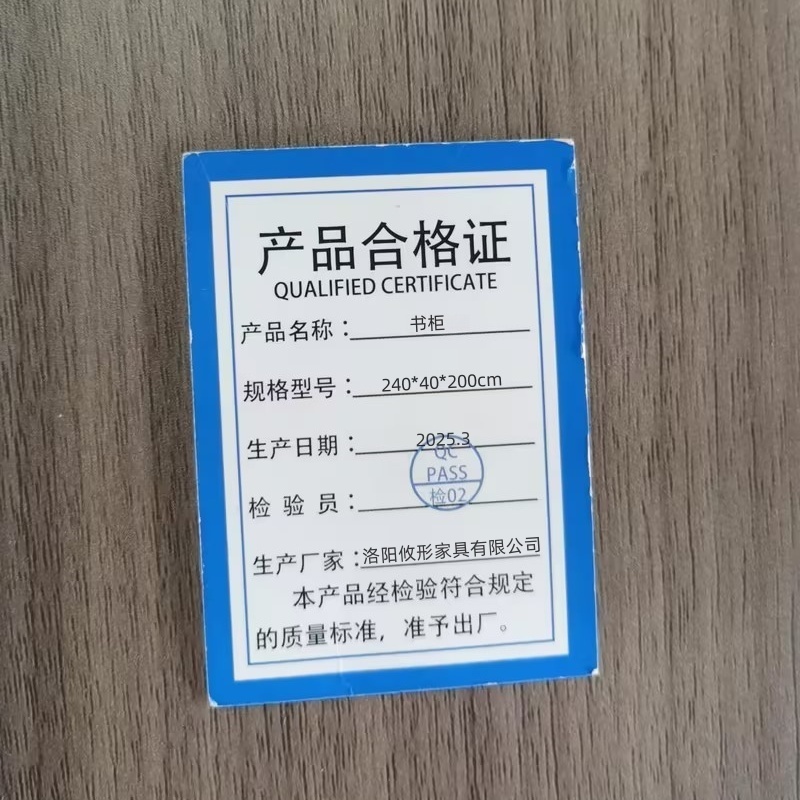 产品合格证
QUALIFIED CERTIFICATE
产品名称：书柜
规格型号：240*40*200cm
生产日期：2025.3
QC
PASS
检验员：检02
生产厂家：洛阳攸形家具有限公司
本产品经检验符合规定
的质量标准，准予出厂。